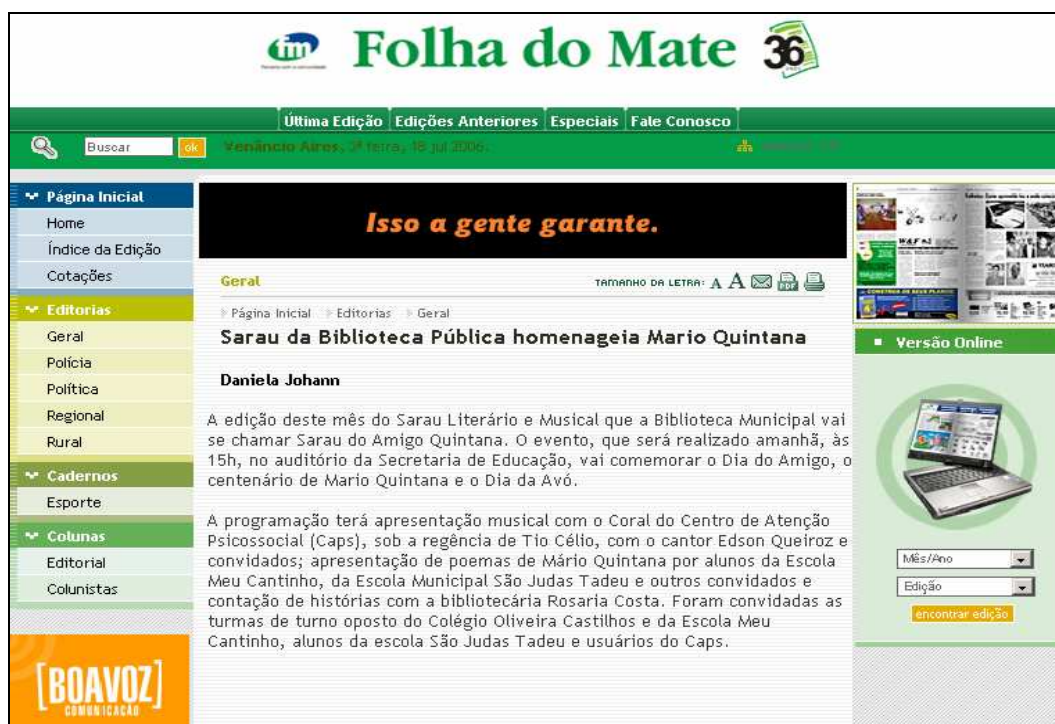 fm Folha do Mate 36
Última Edição Edições Anteriores Especiais Fale Conosco
Buscar ok Venâncio Aires, 3ª feira, 18 jul 2006.
Página Inicial
Home
Índice da Edição
Cotações
Editorias
Geral
Polícia
Política
Regional
Rural
Cadernos
Esporte
Colunas
Editorial
Colunistas
[BOAVOZ]
COMUNICAÇÃO
Isso a gente garante.
Geral TAMANHO DA LETRA: A A PDF
Página Inicial Editorias Geral
Sarau da Biblioteca Pública homenageia Mario Quintana
Daniela Johann
A edição deste mês do Sarau Literário e Musical que a Biblioteca Municipal vai
se chamar Sarau do Amigo Quintana. O evento, que será realizado amanhã, às
15h, no auditório da Secretaria de Educação, vai comemorar o Dia do Amigo, o
centenário de Mario Quintana e o Dia da Avó.
A programação terá apresentação musical com o Coral do Centro de Atenção
Psicossocial (Caps), sob a regência de Tio Célio, com o cantor Edson Queiroz e
convidados; apresentação de poemas de Mário Quintana por alunos da Escola
Meu Cantinho, da Escola Municipal São Judas Tadeu e outros convidados e
contação de histórias com a bibliotecária Rosaria Costa. Foram convidadas as
turmas de turno oposto do Colégio Oliveira Castilhos e da Escola Meu
Cantinho, alunos da escola São Judas Tadeu e usuários do Caps.
Versão Online
Mês/Ano
Edição
encontrar edição